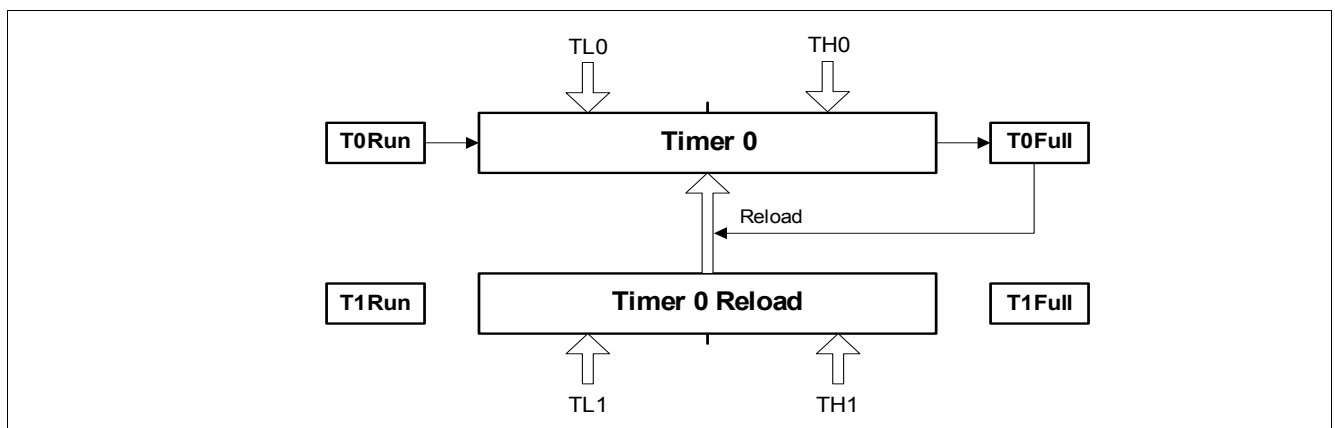 TL0 TH0
T0Run Timer 0 T0Full
Reload
T1Run Timer 0 Reload T1Full
TL1 TH1